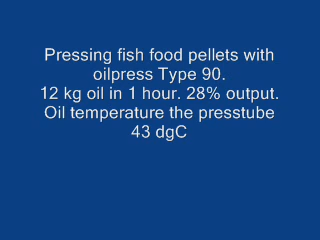 Pressing fish food pellets with
oilpress Type 90.
12 kg oil in 1 hour. 28% output.
Oil temperature the presstube
43 dgC